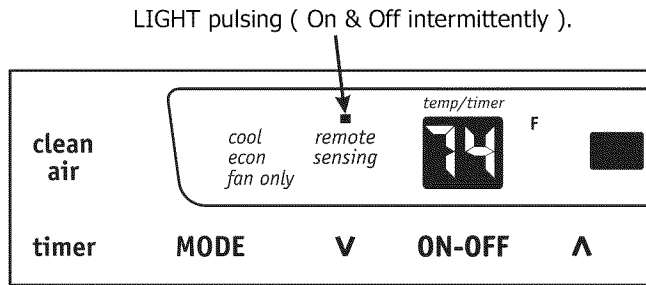 LIGHT pulsing ( On & Off intermittently ).
temp/timer
74 F
clean air
cool
econ
fan only
remote sensing
timer MODE V ON-OFF Λ